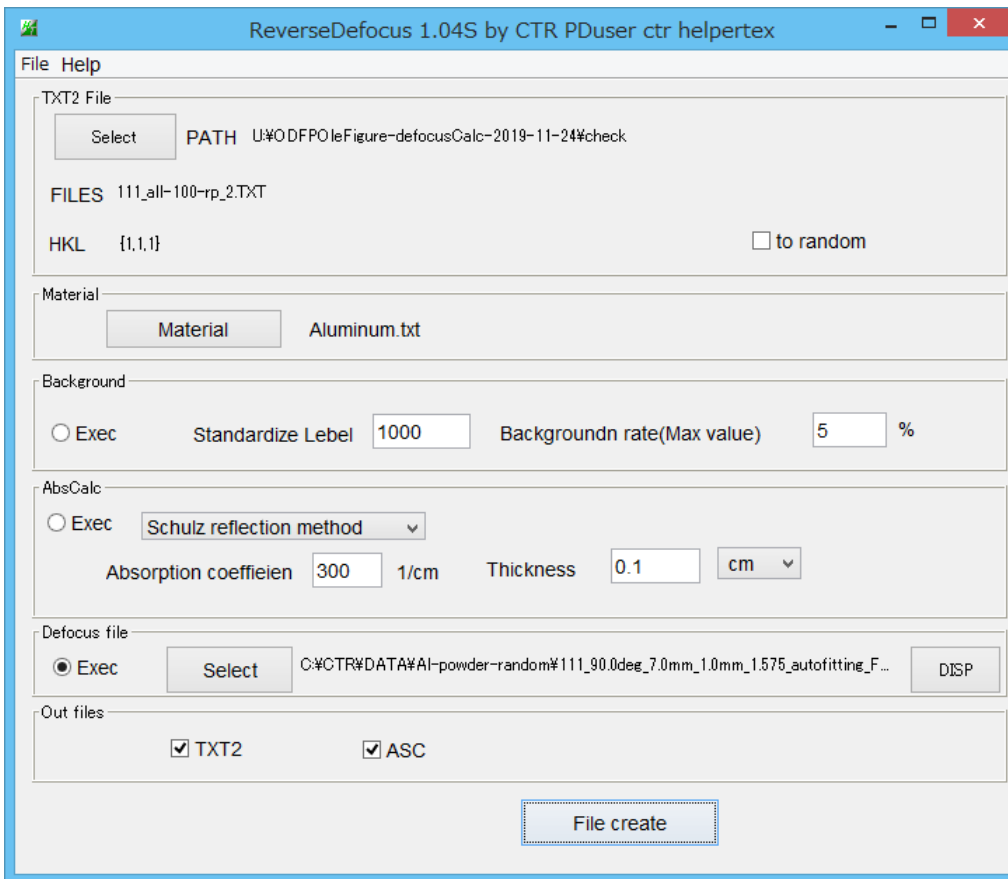 ReverseDefocus 1.04S by CTR PDuser ctr helpertex
File Help
TXT2 File
Select PATH U:¥ODFPOleFigure-defocusCalc-2019-11-24¥check
FILES 111_all-100-rp_2.TXT
HKL {1,1,1} to random
Material
Material Aluminum.txt
Background
Exec Standardize Lebel 1000 Backgroundn rate(Max value) 5 %
AbsCalc
Exec Schulz reflection method
Absorption coeffieien 300 1/cm Thickness 0.1 cm
Defocus file
Exec Select C:¥CTR¥DATA¥Al-powder-random¥111_90.0deg_7.0mm_1.0mm_1.575_autofitting_F... DISP
Out files
TXT2 ASC
File create